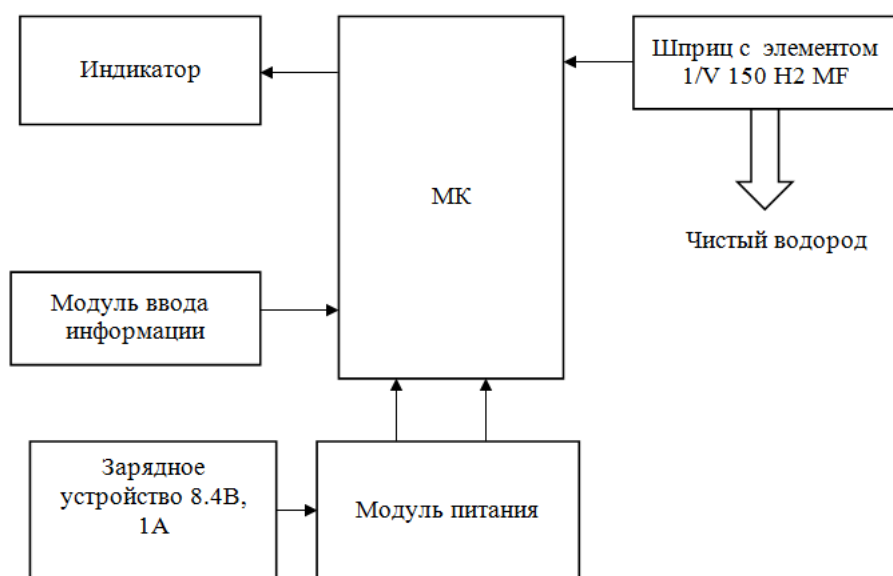 Индикатор
МК
Шприц с элементом
1/V 150 H2 MF
Чистый водород
Модуль ввода
информации
Зарядное
устройство 8.4В,
1А
Модуль питания